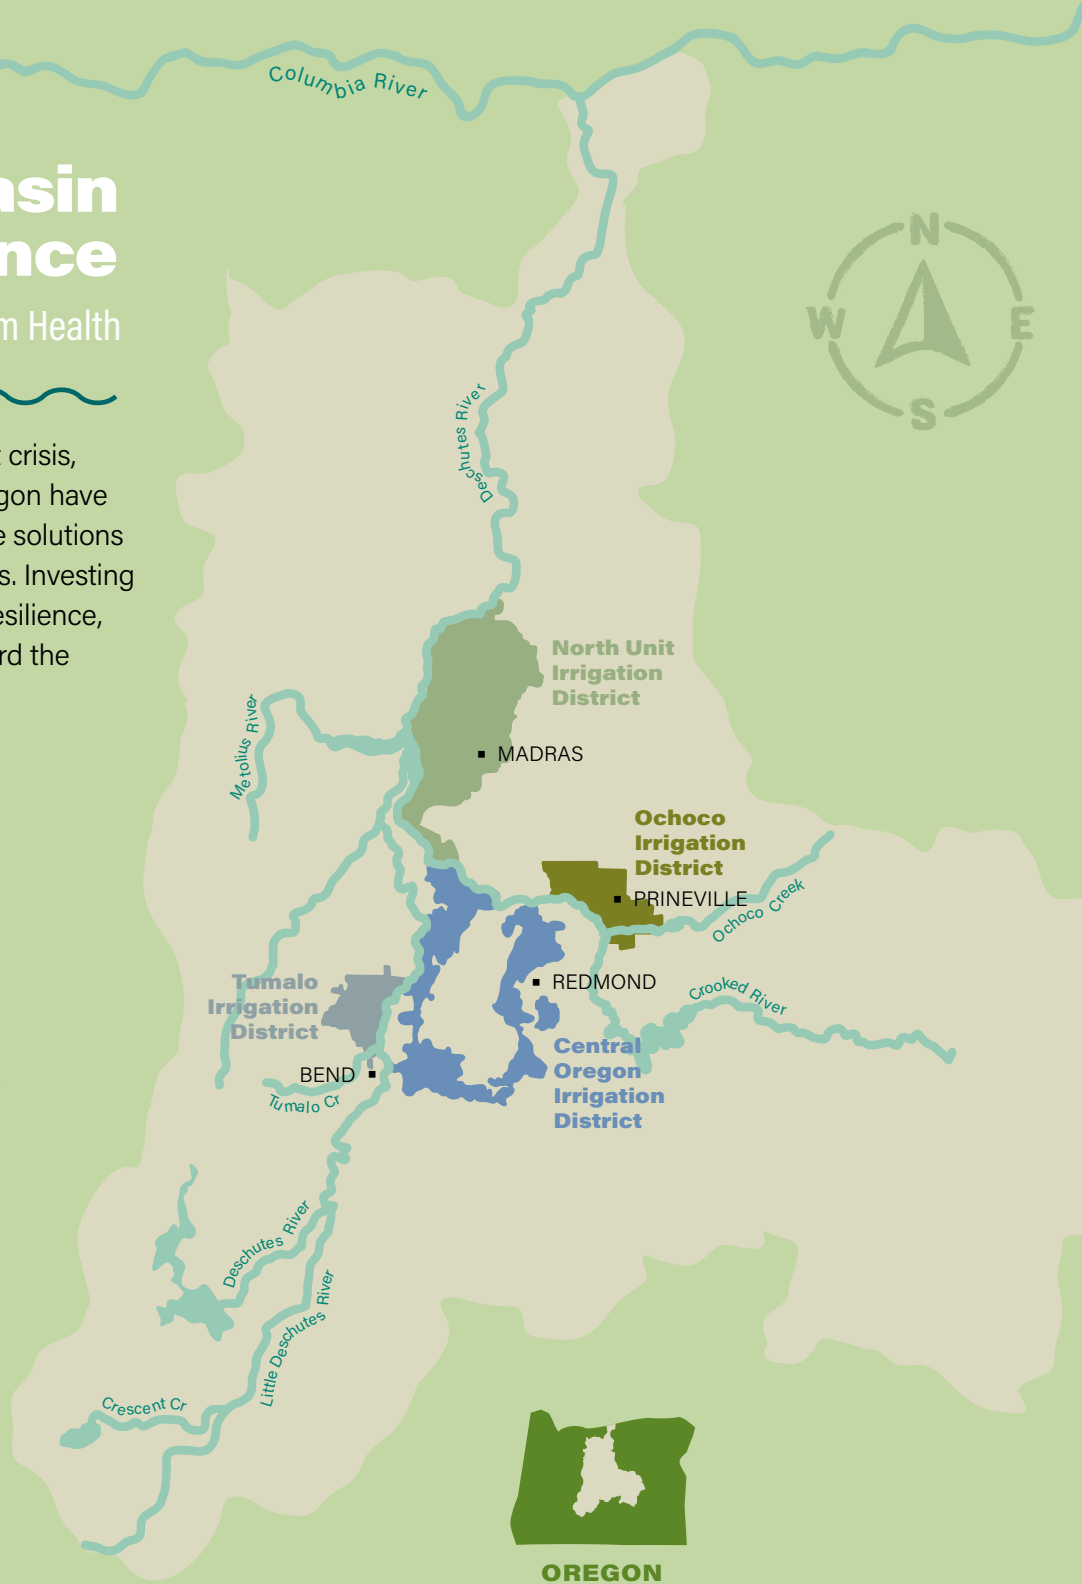 Columbia River
asin
nce
m Health
N
W
E
S
crisis,
gon have
e solutions
s. Investing
esilience,
rd the
Deschutes River
North Unit
Irrigation
District
Metolius River
MADRAS
Ochoco
Irrigation
District
PRINEVILLE
Ochoco Creek
Tumalo
Irrigation
District
REDMOND
Crooked River
Central
Oregon
Irrigation
District
BEND
Tumalo Cr
Deschutes River
Little Deschutes River
Crescent Cr
OREGON